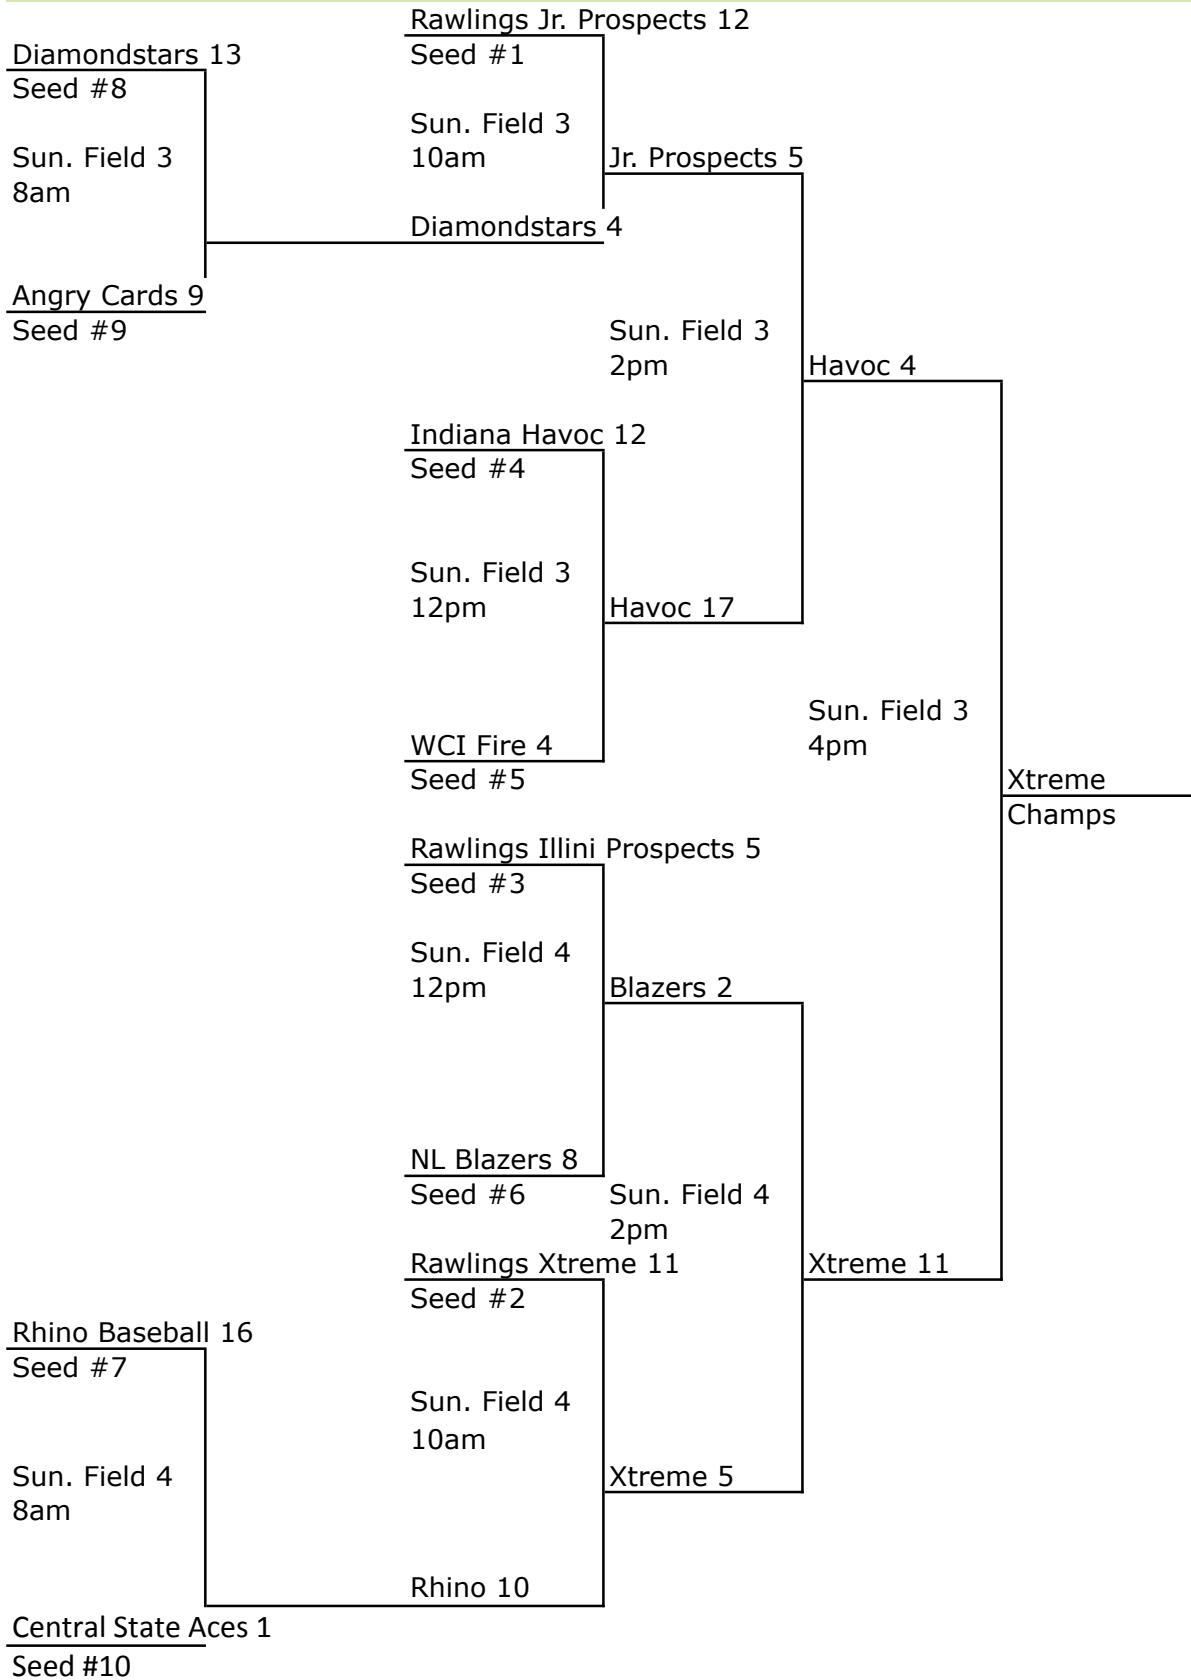 Rawlings Jr. Prospects 12
Diamondstars 13
Seed #1
Seed #8
Sun. Field 3
Sun. Field 3
10am
Jr. Prospects 5
8am
Diamondstars 4
Angry Cards 9
Seed #9
Sun. Field 3
2pm
Havoc 4
Indiana Havoc 12
Seed #4
Sun. Field 3
12pm
Havoc 17
Sun. Field 3
WCI Fire 4
4pm
Seed #5
Xtreme
Champs
Rawlings Illini Prospects 5
Seed #3
Sun. Field 4
12pm
Blazers 2
NL Blazers 8
Seed #6
Sun. Field 4
2pm
Rawlings Xtreme 11
Xtreme 11
Seed #2
Rhino Baseball 16
Seed #7
Sun. Field 4
10am
Sun. Field 4
Xtreme 5
8am
Rhino 10
Central State Aces 1
Seed #10